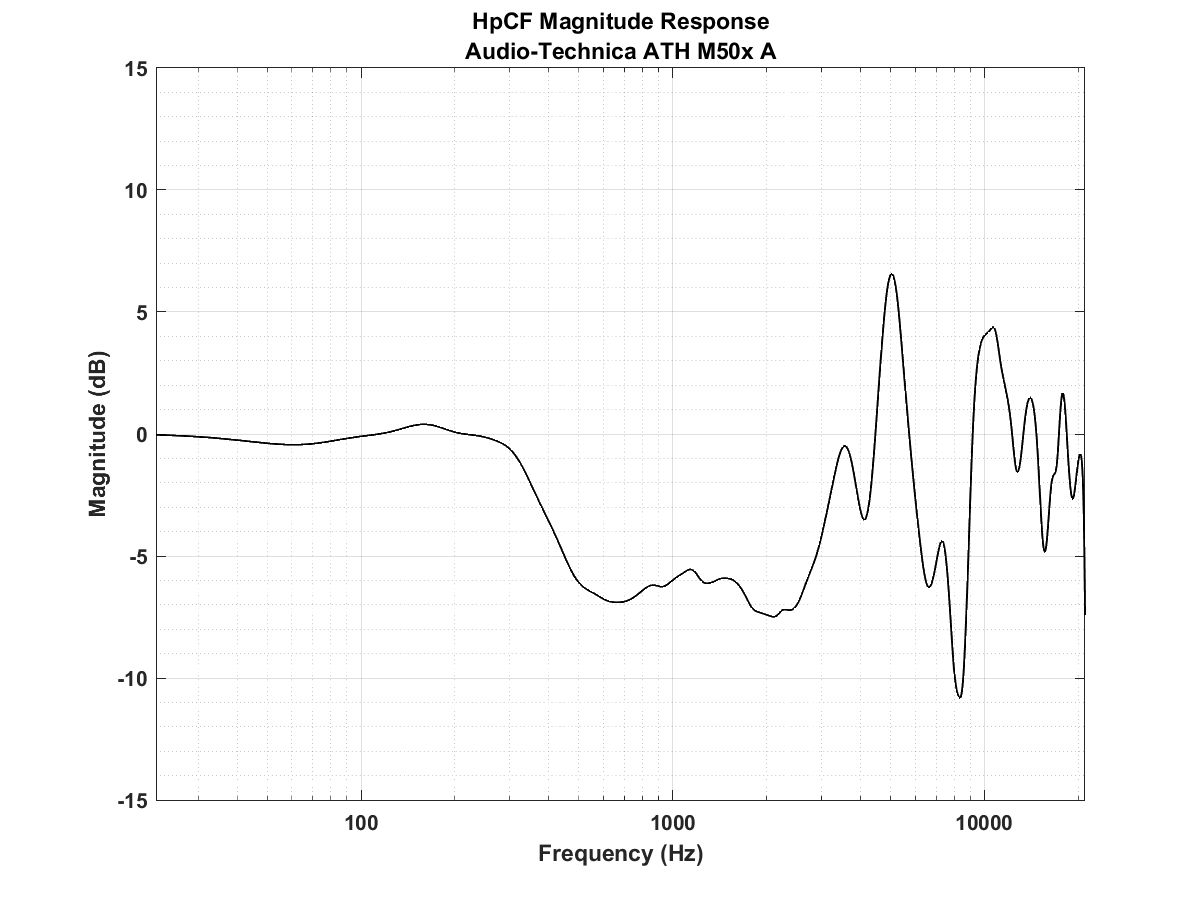 HpCF Magnitude Response
Audio-Technica ATH M50x A
15
10
5
0
-5
-10
-15
Magnitude (dB)
100 1000 10000
Frequency (Hz)